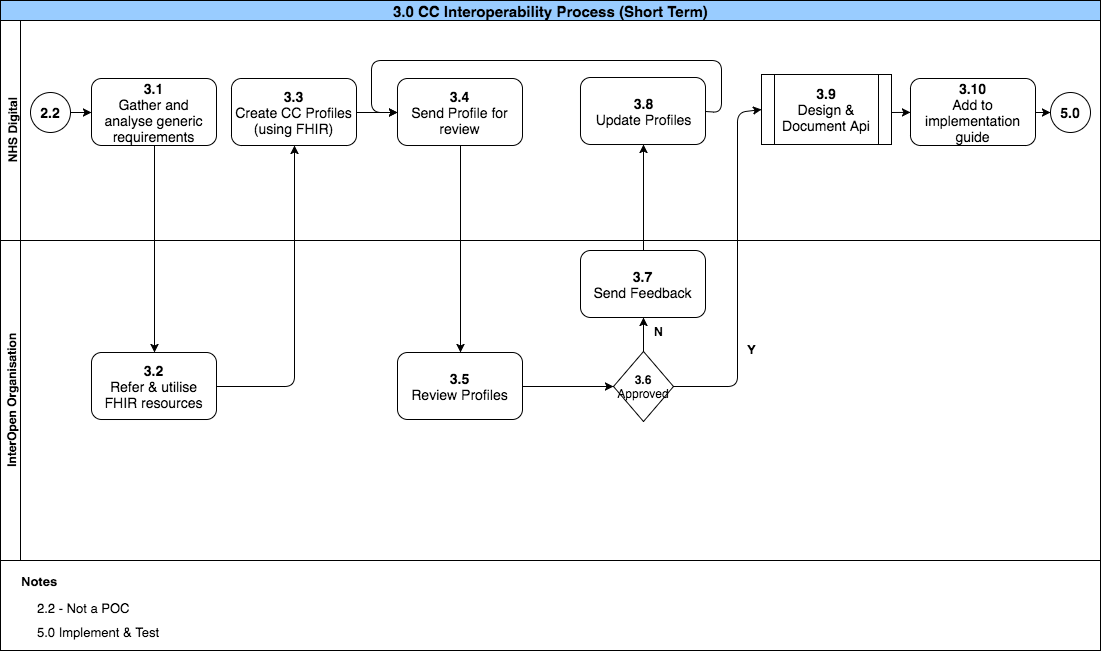 3.0 CC Interoperability Process (Short Term)
NHS Digital
2.2
3.1
Gather and
analyse generic
requirements
3.3
Create CC Profiles
(using FHIR)
3.4
Send Profile for
review
3.8
Update Profiles
3.9
Design &
Document Api
3.10
Add to
implementation
guide
5.0
InterOpen Organisation
3.2
Refer & utilise
FHIR resources
3.5
Review Profiles
3.6
Approved
N
3.7
Send Feedback
Y
Notes
2.2 - Not a POC
5.0 Implement & Test